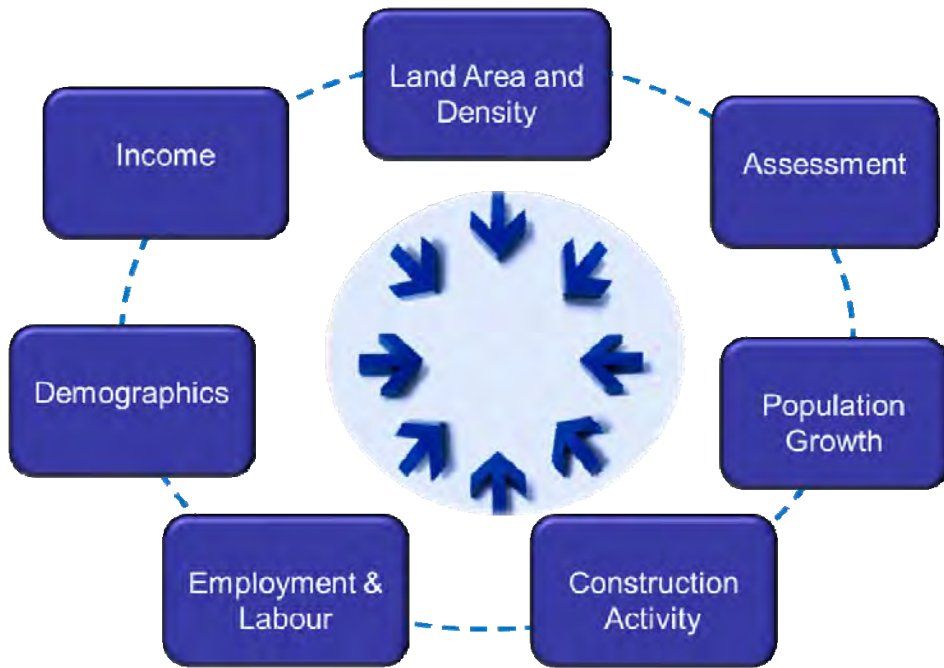 Land Area and
Density
Assessment
Population
Growth
Construction
Activity
Employment &
Labour
Demographics
Income